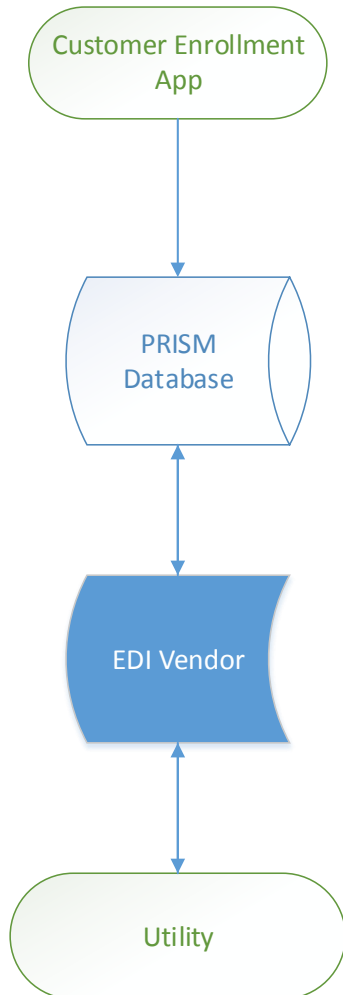 Customer Enrollment
App
PRISM
Database
EDI Vendor
Utility